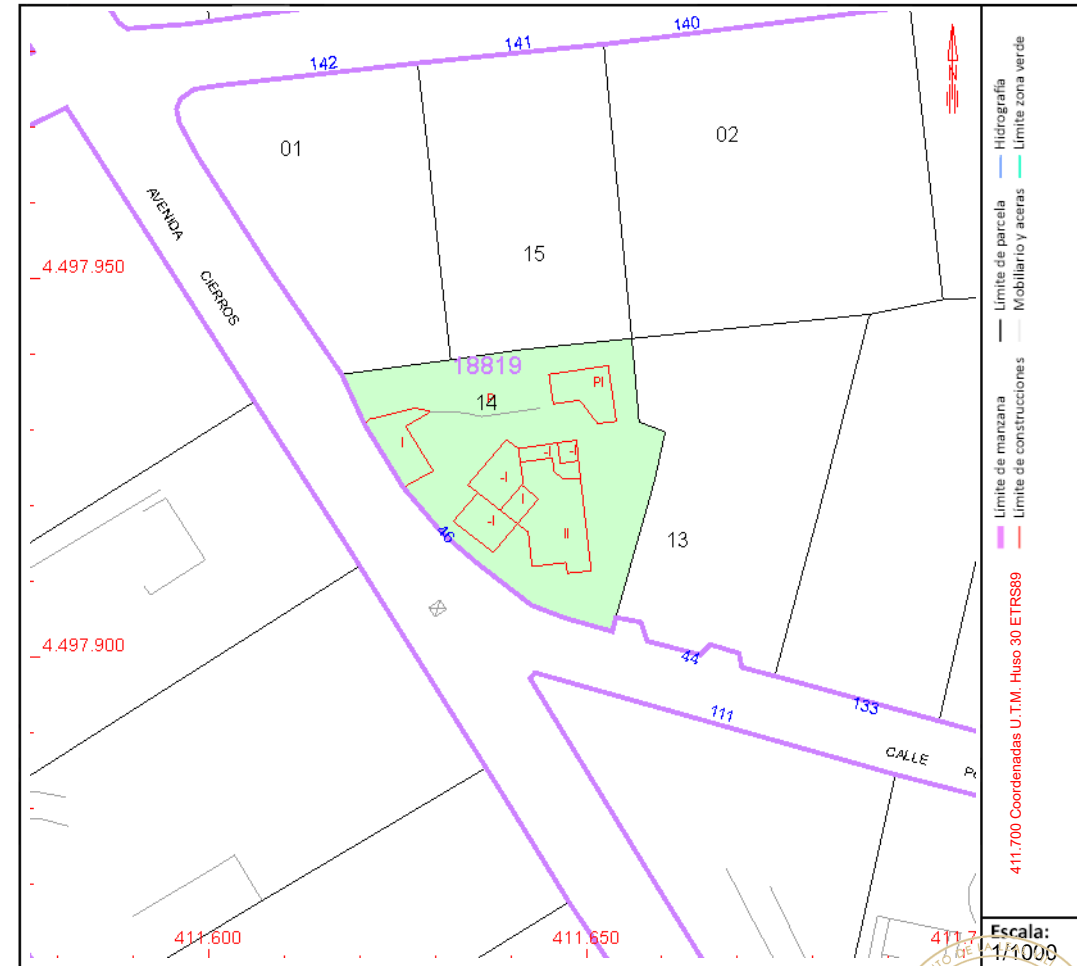 142
141
140
01
02
15
AVENIDA
CIERROS
4.497.950
18819
14
PI
I
-I
-I
-I
-I
I
II
46
13
4.497.900
44
111
133
CALLE
411.600
411.650
Límite de manzana
Límite de parcela
Hidrografía
Límite de construcciones
Mobiliario y aceras
Límite zona verde
411.700 Coordenadas U.T.M. Huso 30 ETRS89
Escala:
1/1000